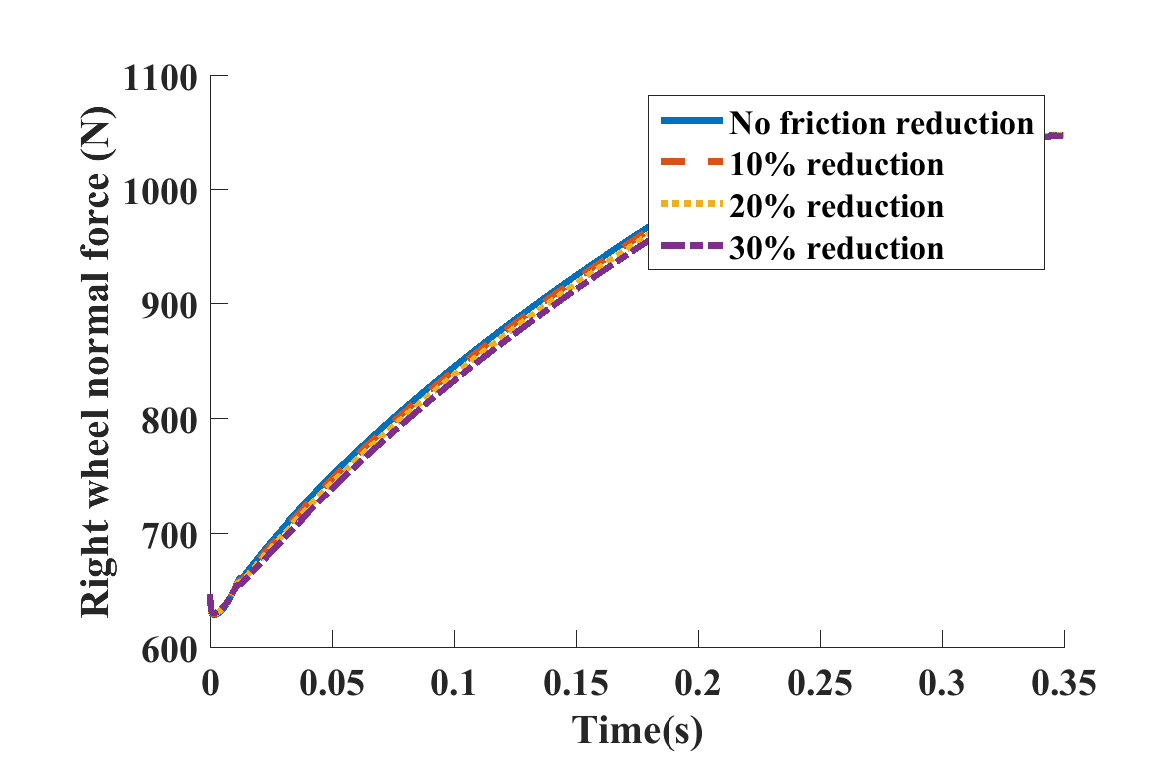 1100
1000
900
800
700
600
Right wheel normal force (N)
No friction reduction
10% reduction
20% reduction
30% reduction
0 0.05 0.1 0.15 0.2 0.25 0.3 0.35
Time(s)